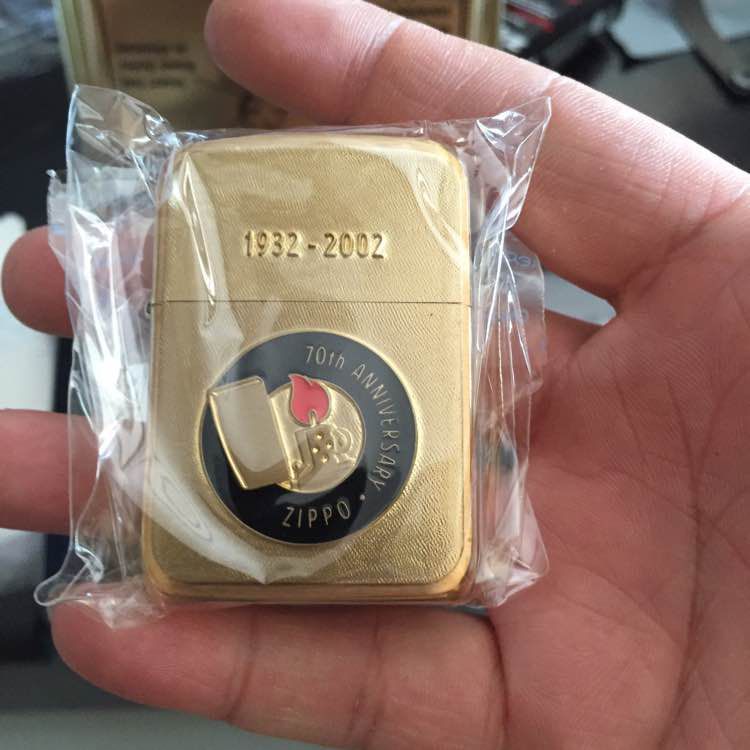 1932 - 2002
70th ANNIVERSARY •
ZIPPO